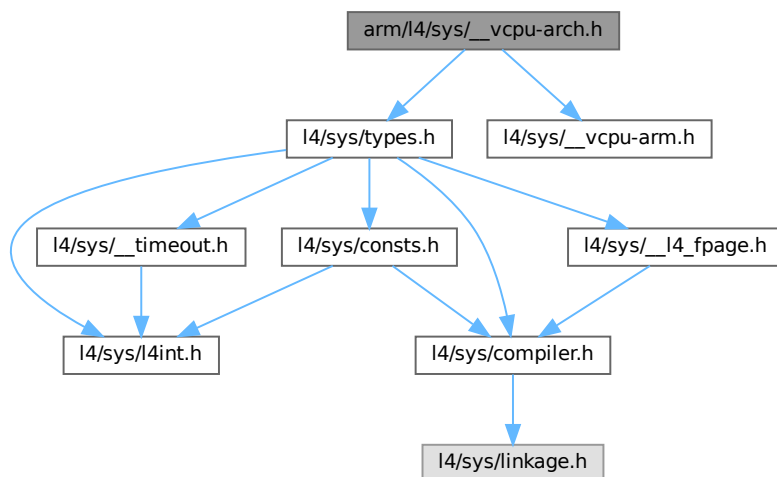 arm/l4/sys/__vcpu-arch.h
l4/sys/types.h
l4/sys/__vcpu-arm.h
l4/sys/__timeout.h
l4/sys/consts.h
l4/sys/__l4_fpage.h
l4/sys/l4int.h
l4/sys/compiler.h
l4/sys/linkage.h